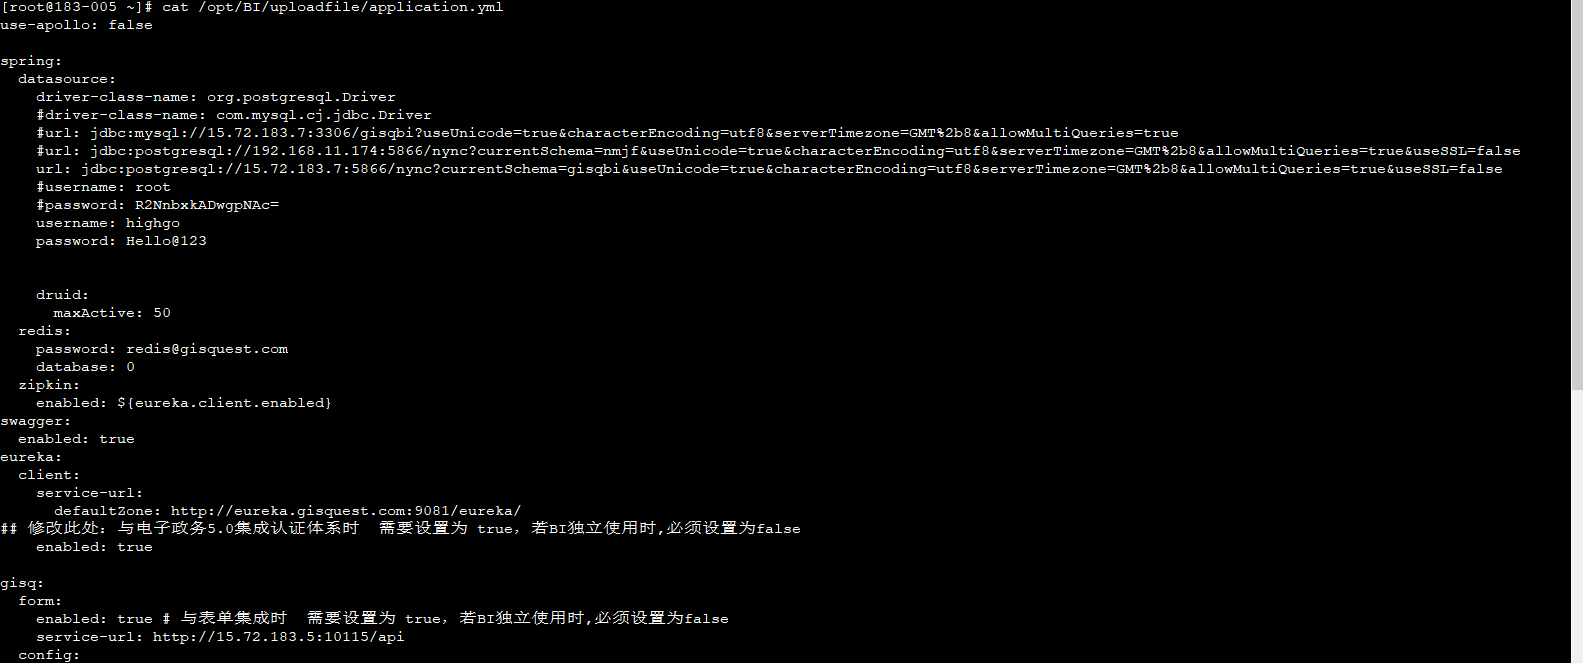 [root@183-005 ~]# cat /opt/BI/uploadfile/application.yml
use-apollo: false
spring:
datasource:
driver-class-name: org.postgresql.Driver
#driver-class-name: com.mysql.cj.jdbc.Driver
#url: jdbc:mysql://15.72.183.7:3306/gisqbi?useUnicode=true&characterEncoding=utf8&serverTimezone=GMT%2b8&allowMultiQueries=true
#url: jdbc:postgresql://192.168.11.174:5866/nync?currentSchema=nmjf&useUnicode=true&characterEncoding=utf8&serverTimezone=GMT%2b8&allowMultiQueries=true&useSSL=false
url: jdbc:postgresql://15.72.183.7:5866/nync?currentSchema=gisqbi&useUnicode=true&characterEncoding=utf8&serverTimezone=GMT%2b8&allowMultiQueries=true&useSSL=false
#username: root
#password: R2NnbxkADwgpNAc=
username: highgo
password: Hello@123
druid:
maxActive: 50
redis:
password: redis@gisquest.com
database: 0
zipkin:
enabled: ${eureka.client.enabled}
swagger:
enabled: true
eureka:
client:
service-url:
defaultZone: http://eureka.gisquest.com:9081/eureka/
## 修改此处：与电子政务5.0集成认证体系时  需要设置为 true，若BI独立使用时,必须设置为false
enabled: true
gisq:
form:
enabled: true # 与表单集成时  需要设置为 true，若BI独立使用时,必须设置为false
service-url: http://15.72.183.5:10115/api
config: